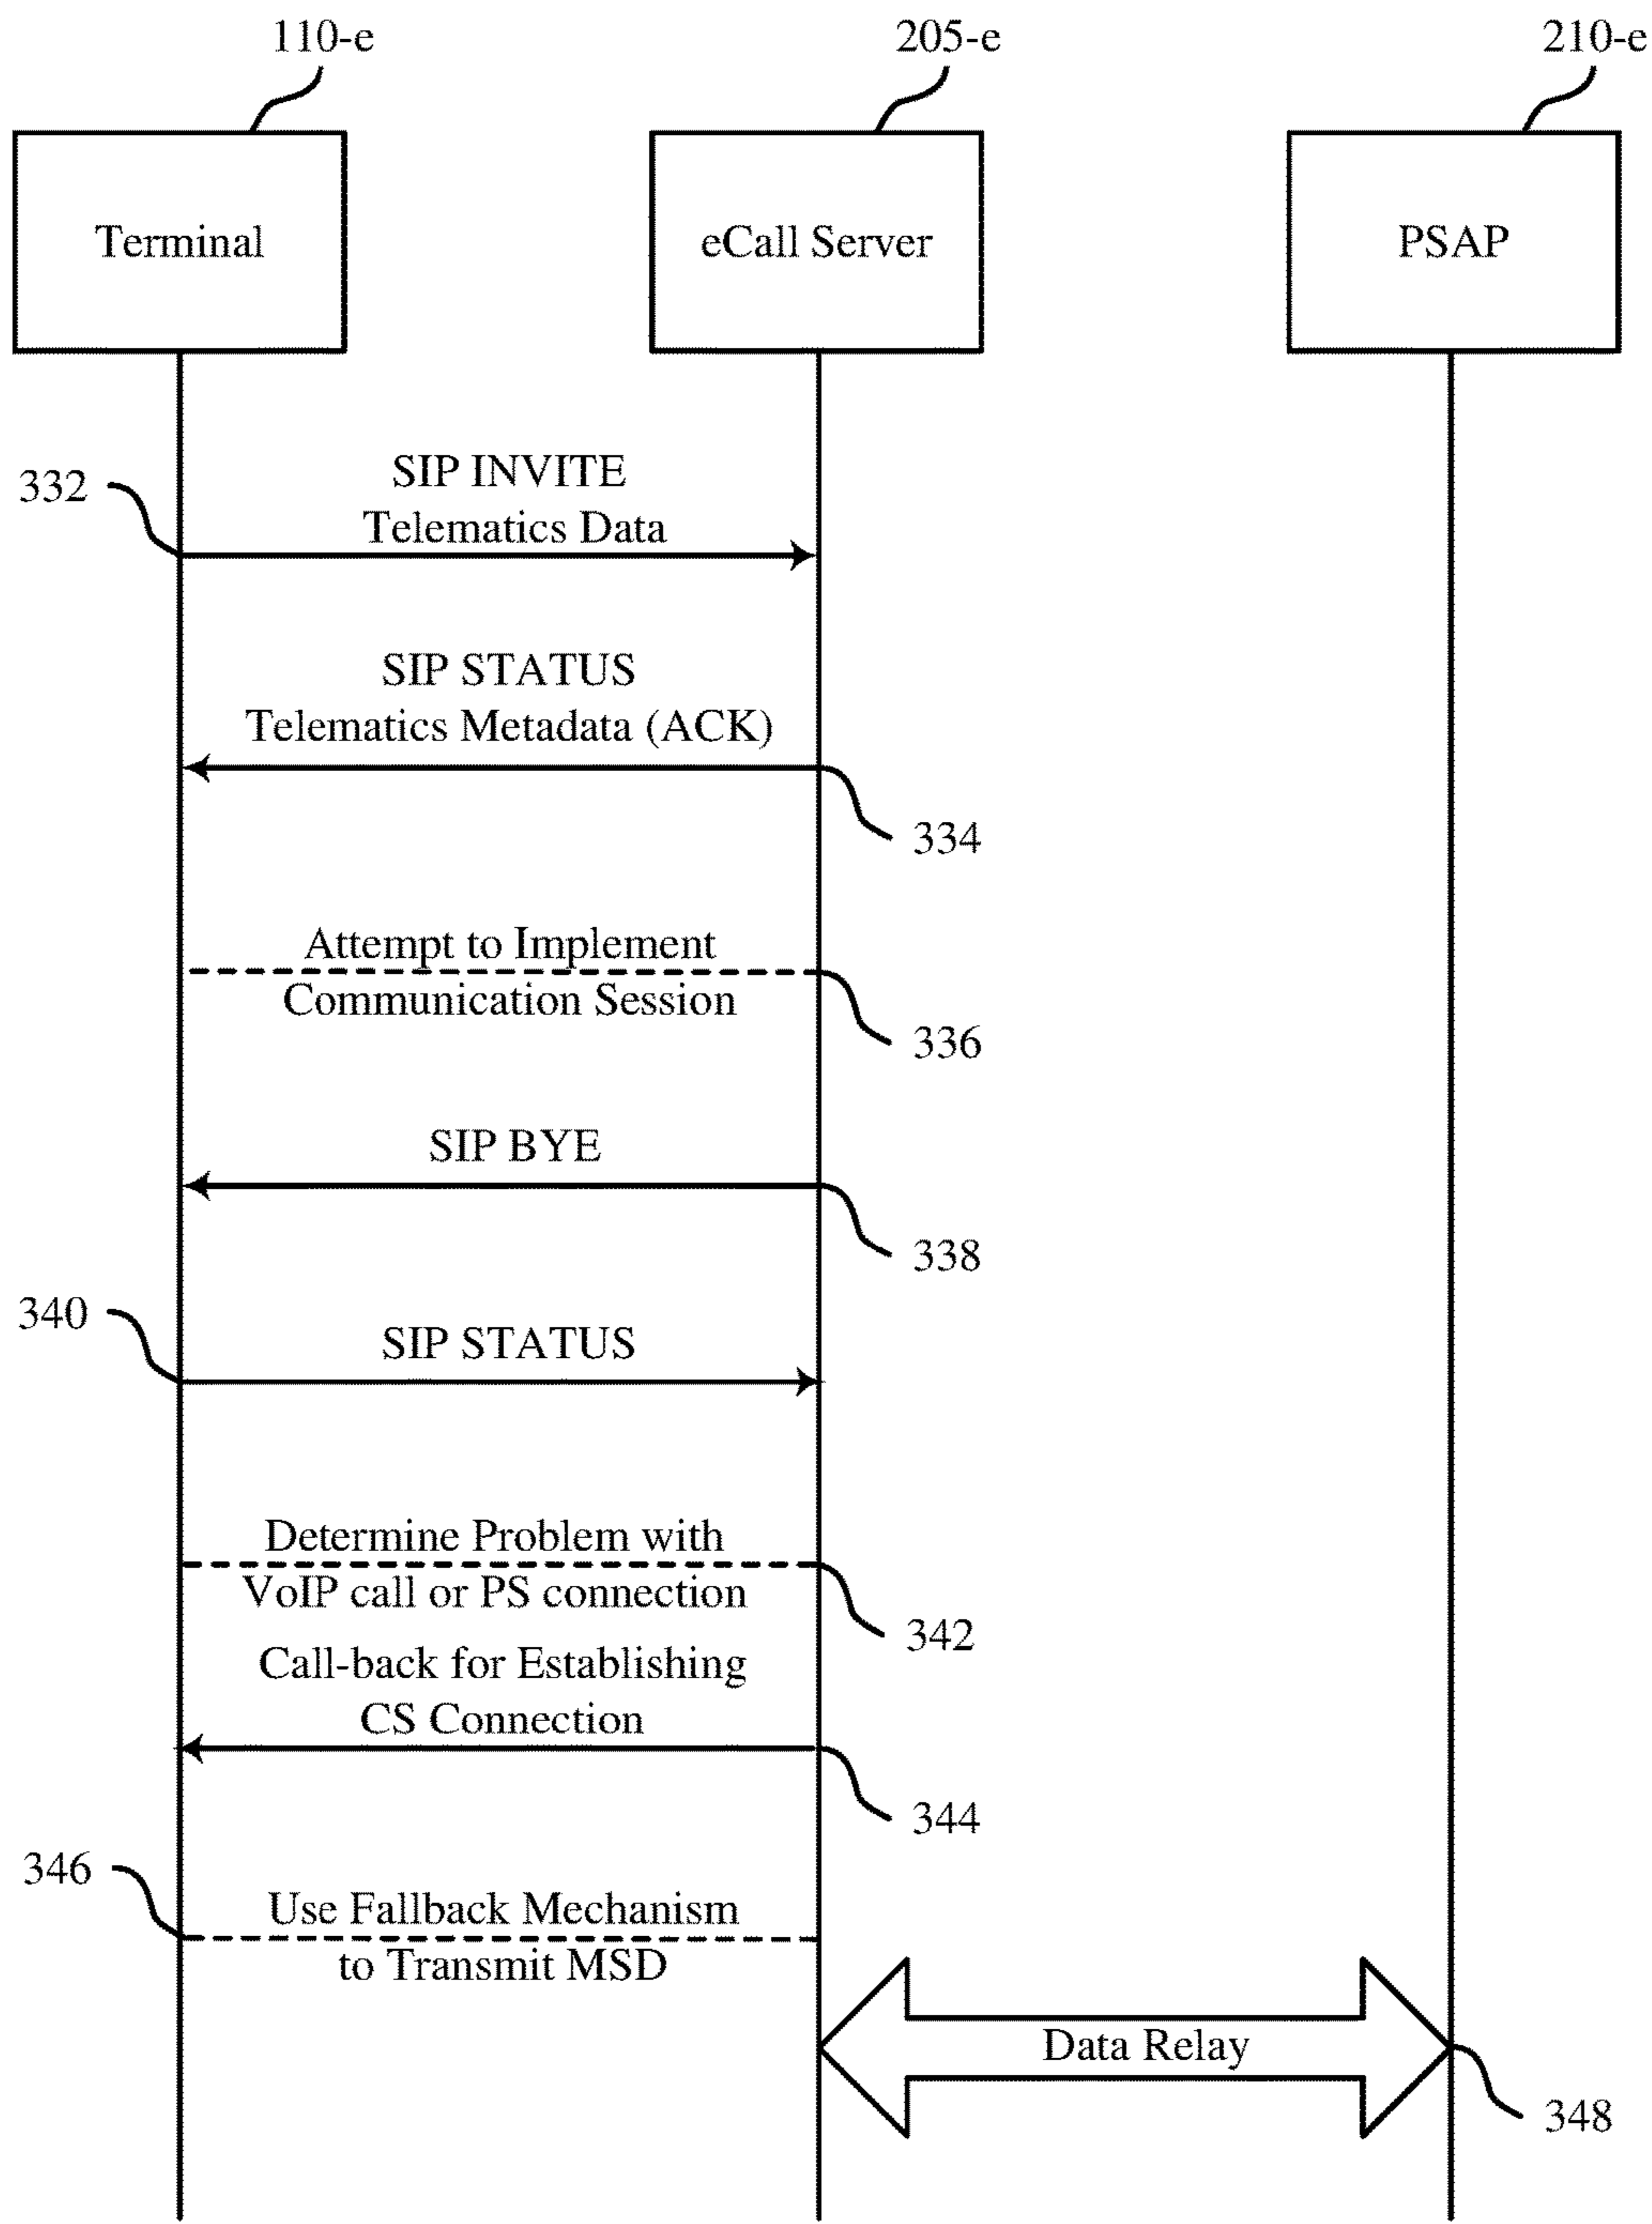 110-e
205-e
210-e
Terminal
eCall Server
PSAP
332
SIP INVITE
Telematics Data
SIP STATUS
Telematics Metadata (ACK)
334
Attempt to Implement
Communication Session
336
SIP BYE
338
340
SIP STATUS
Determine Problem with
VoIP call or PS connection
342
Call-back for Establishing
CS Connection
344
346
Use Fallback Mechanism
to Transmit MSD
Data Relay
348